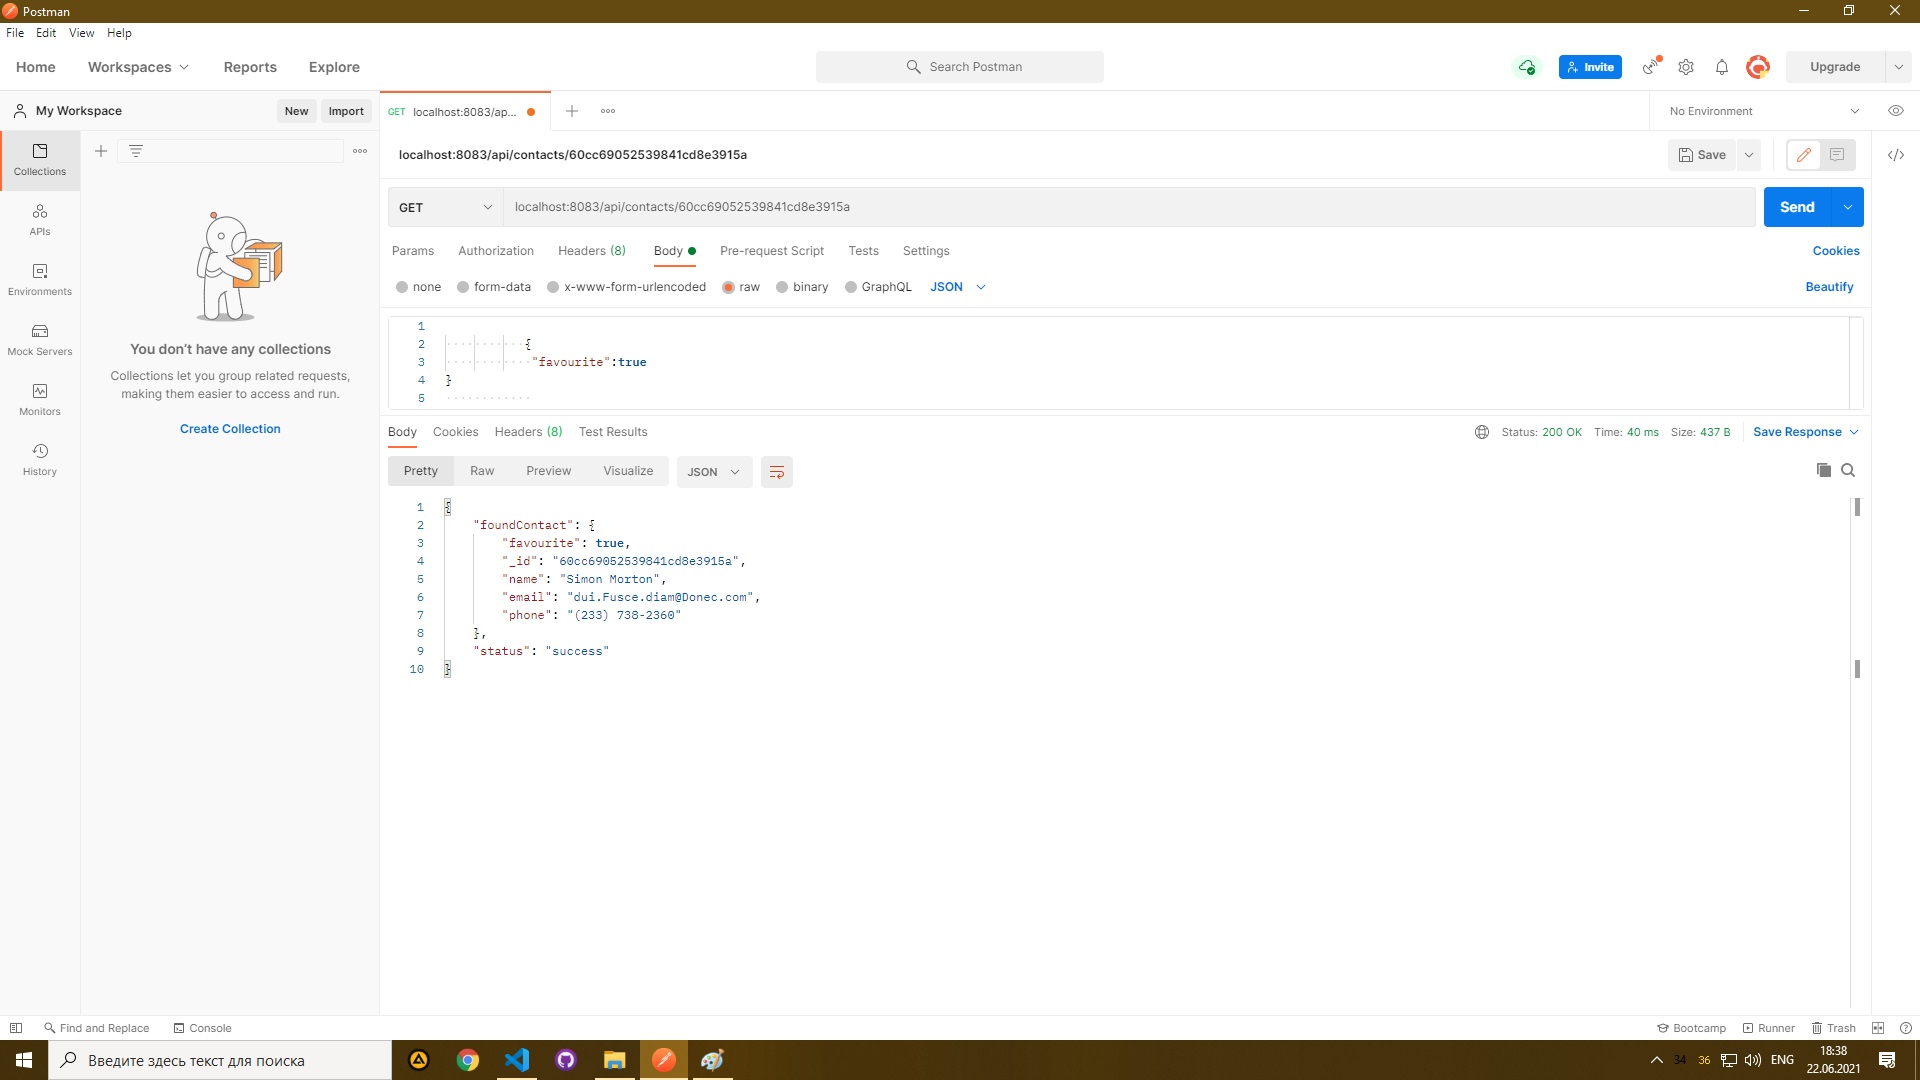 Postman
File Edit View Help
Home Workspaces Reports Explore
Search Postman
Invite
Upgrade
My Workspace
New Import
GET localhost:8083/ap...
No Environment
Collections
localhost:8083/api/contacts/60cc69052539841cd8e3915a
Save
GET localhost:8083/api/contacts/60cc69052539841cd8e3915a
Send
APIs
Params Authorization Headers (8) Body Pre-request Script Tests Settings Cookies
Environments
none form-data x-www-form-urlencoded raw binary GraphQL JSON Beautify
Mock Servers
1
2 {
3 "favourite":true
4 }
5
You don't have any collections
Collections let you group related requests,
making them easier to access and run.
Create Collection
Monitors
History
Body Cookies Headers (8) Test Results Status: 200 OK Time: 40 ms Size: 437 B Save Response
Pretty Raw Preview Visualize JSON
1 {
2 "foundContact": {
3 "favourite": true,
4 "_id": "60cc69052539841cd8e3915a",
5 "name": "Simon Morton",
6 "email": "dui.Fusce.diam@Donec.com",
7 "phone": "(233) 738-2360"
8 },
9 "status": "success"
10 }
Find and Replace Console
Bootcamp Runner Trash
Введите здесь текст для поиска
34 36 ENG
18:38
22.06.2021